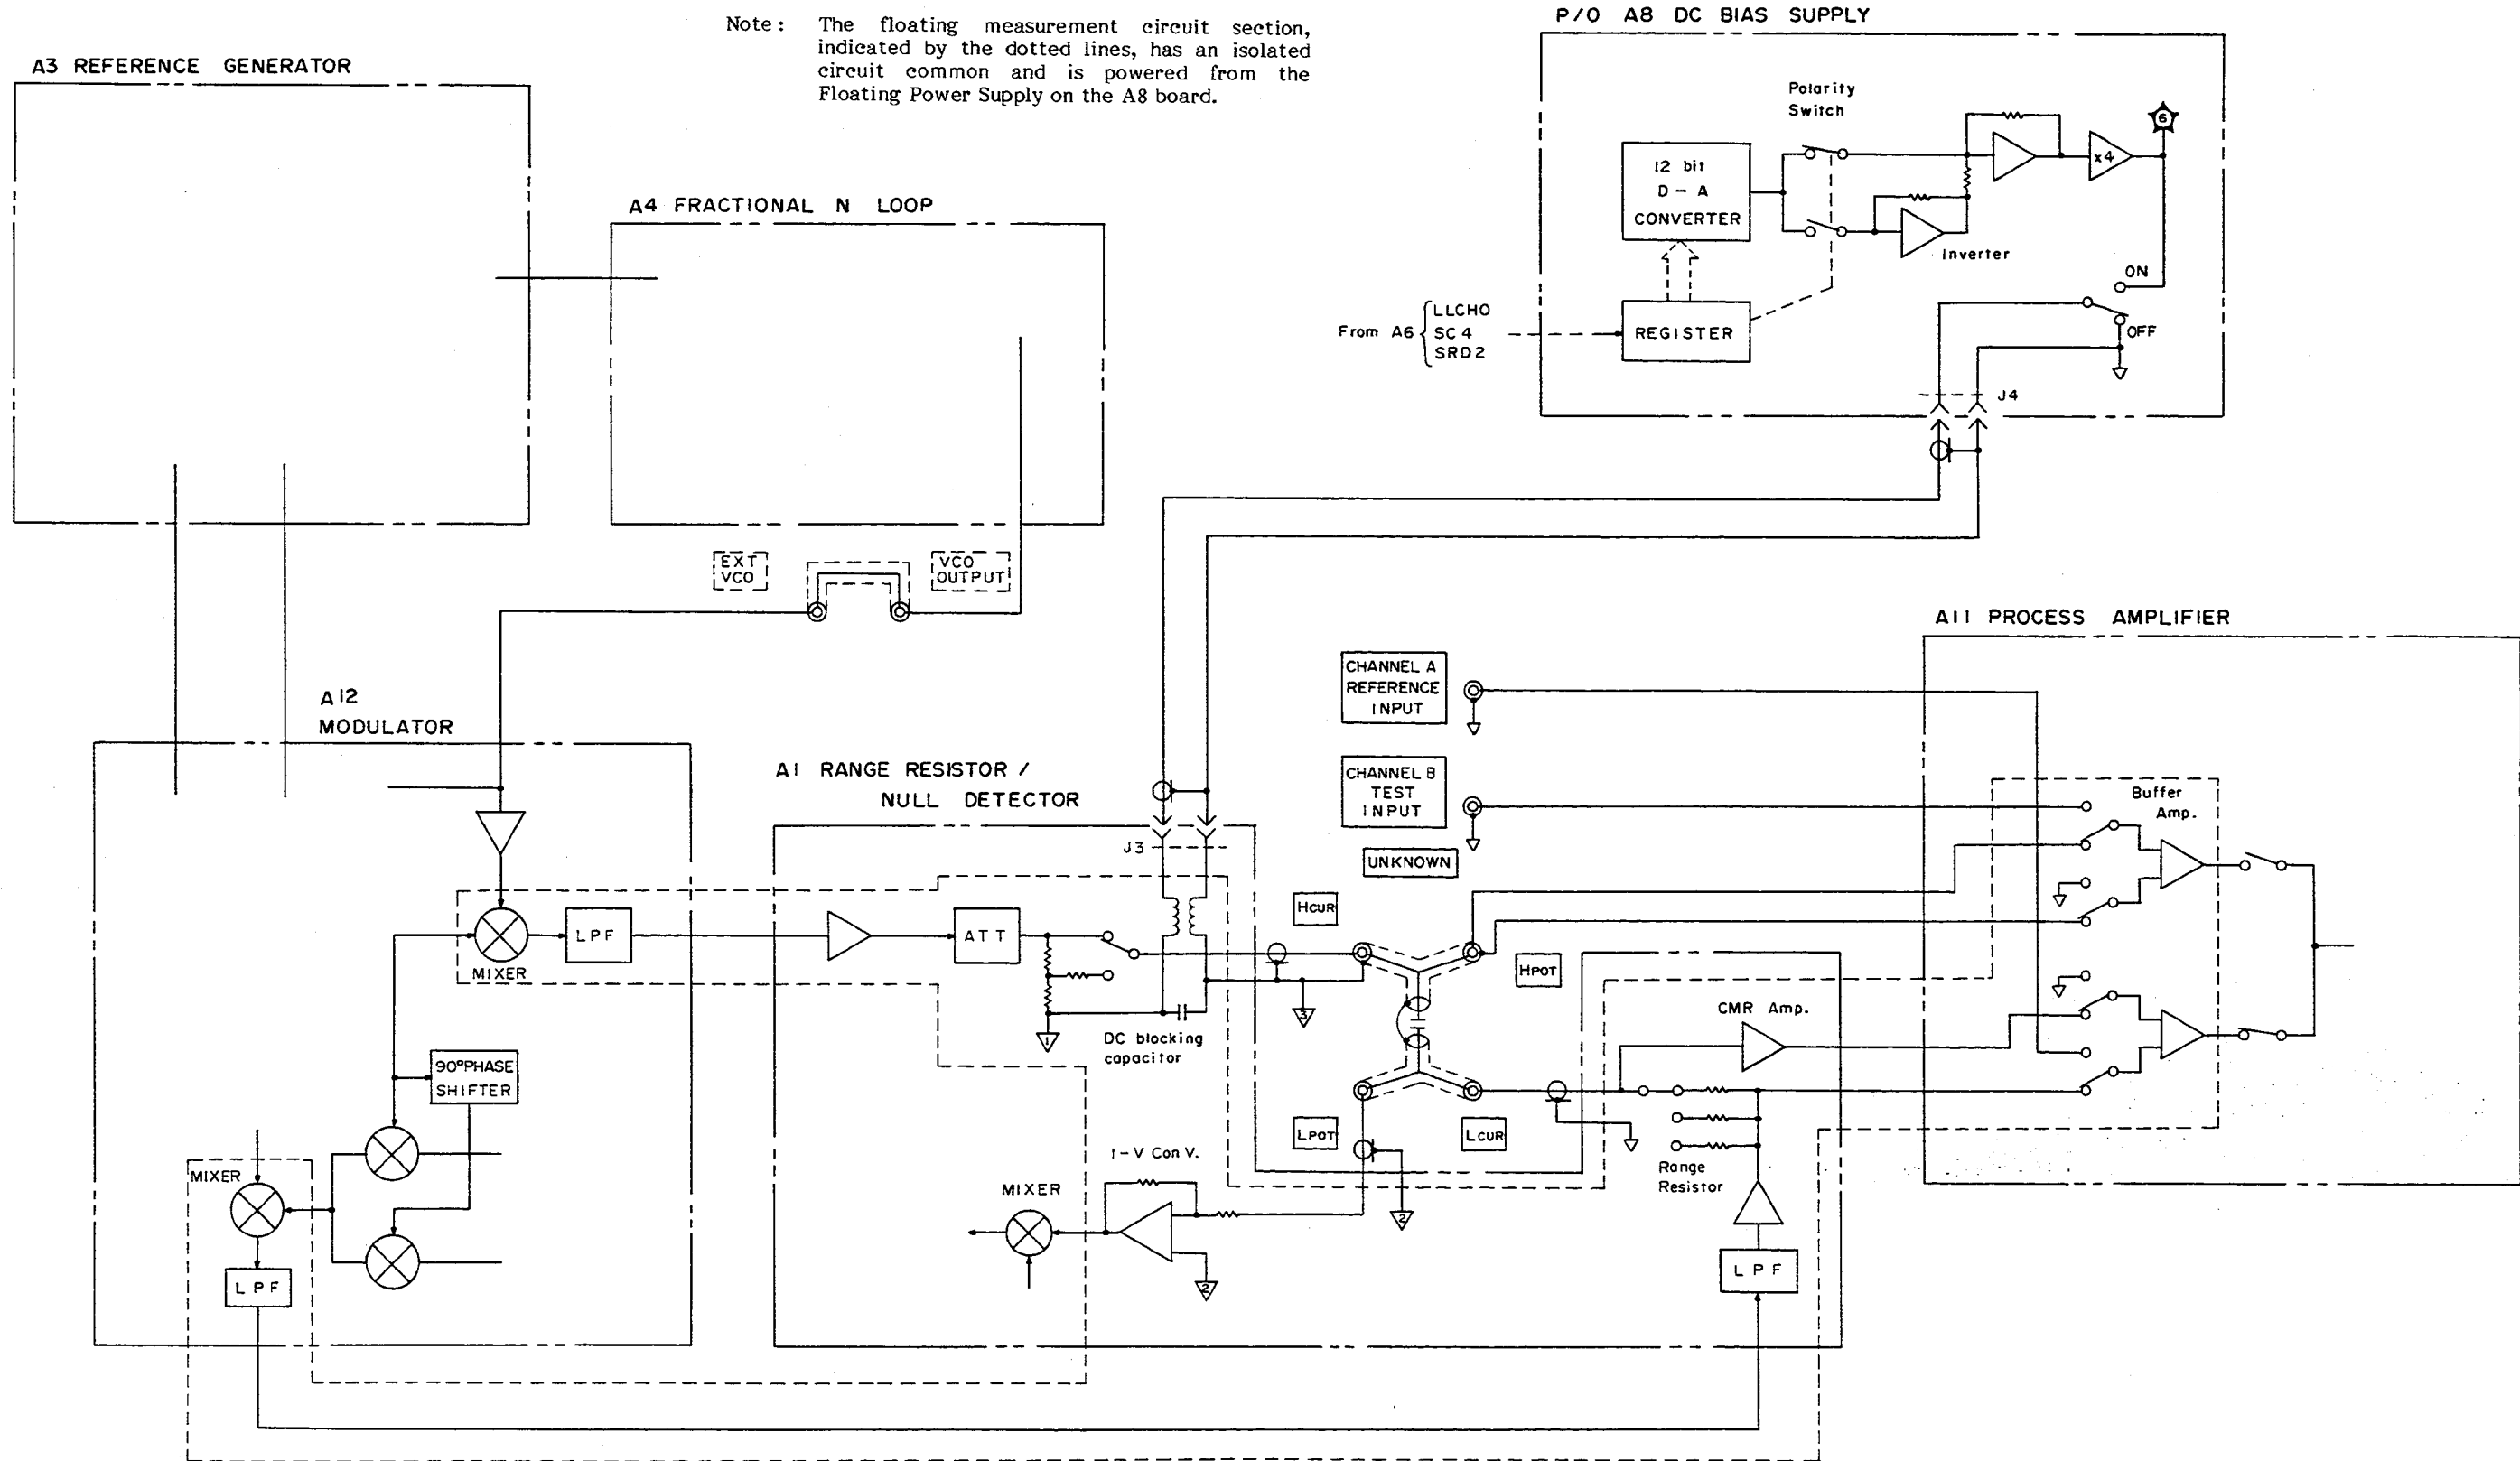 Note: The floating measurement circuit section,
indicated by the dotted lines, has an isolated
circuit common and is powered from the
Floating Power Supply on the A8 board.
P/O A8 DC BIAS SUPPLY
A3 REFERENCE GENERATOR
Polarity
Switch
6
12 bit
D - A
CONVERTER
x4
Inverter
A4 FRACTIONAL N LOOP
ON
From A6
LLCHO
SC 4
SRD2
REGISTER
OFF
J4
EXT
VCO
VCO
OUTPUT
A11 PROCESS AMPLIFIER
CHANNEL A
REFERENCE
INPUT
A12
MODULATOR
A1 RANGE RESISTOR /
NULL DETECTOR
CHANNEL B
TEST
INPUT
Buffer
Amp.
J3
UNKNOWN
HCUR
LPF
ATT
MIXER
HPOT
1
3
DC blocking
capacitor
CMR Amp.
90°PHASE
SHIFTER
LPOT
LCUR
I-V Con V.
Range
Resistor
MIXER
MIXER
2
2
LPF
LPF